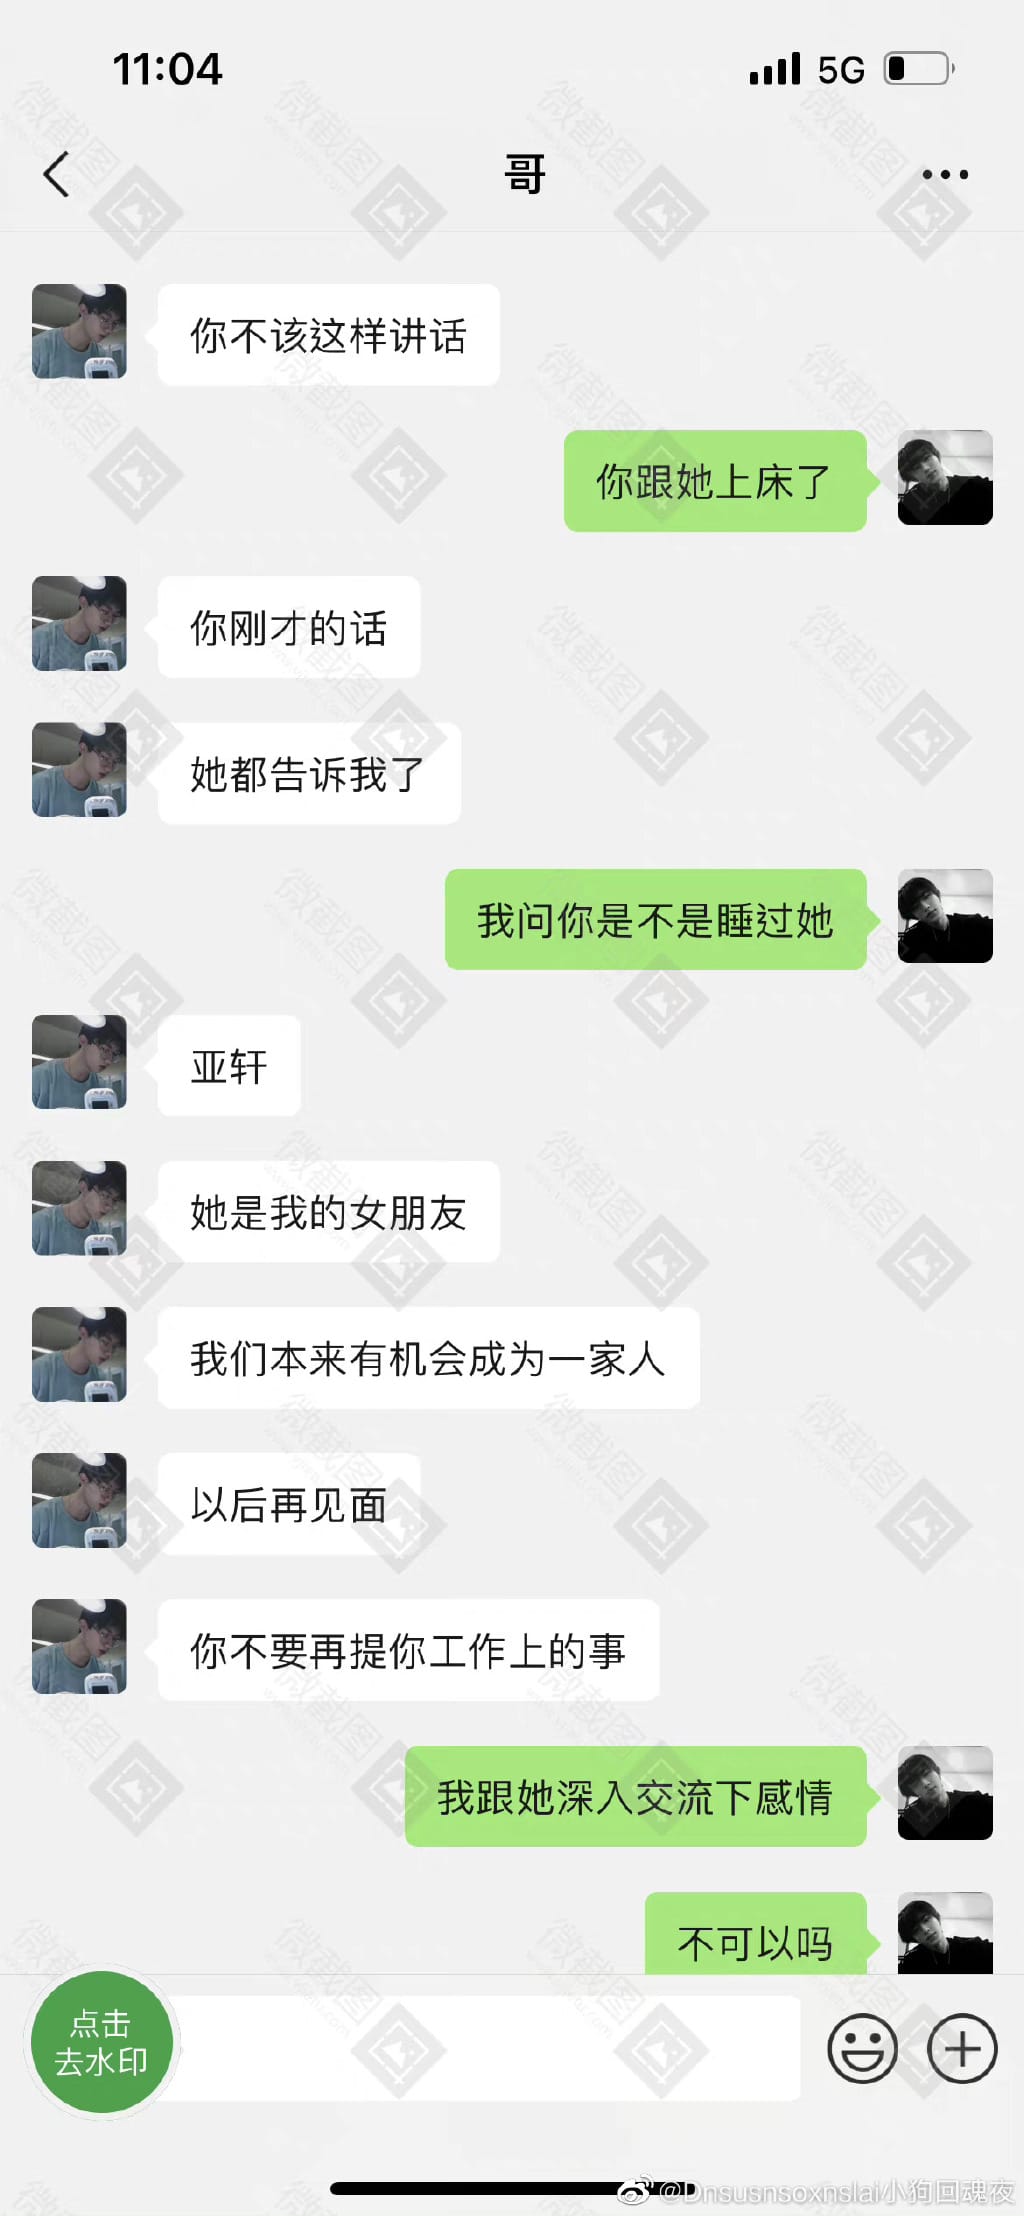 11:04
5G
哥
你不该这样讲话
你跟她上床了
你刚才的话
她都告诉我了
我问你是不是睡过她
亚轩
她是我的女朋友
我们本来有机会成为一家人
以后再见面
你不要再提你工作上的事
我跟她深入交流下感情
不可以吗
点击
去水印
@Dnsusnsoxnslai小狗回魂夜
微截图